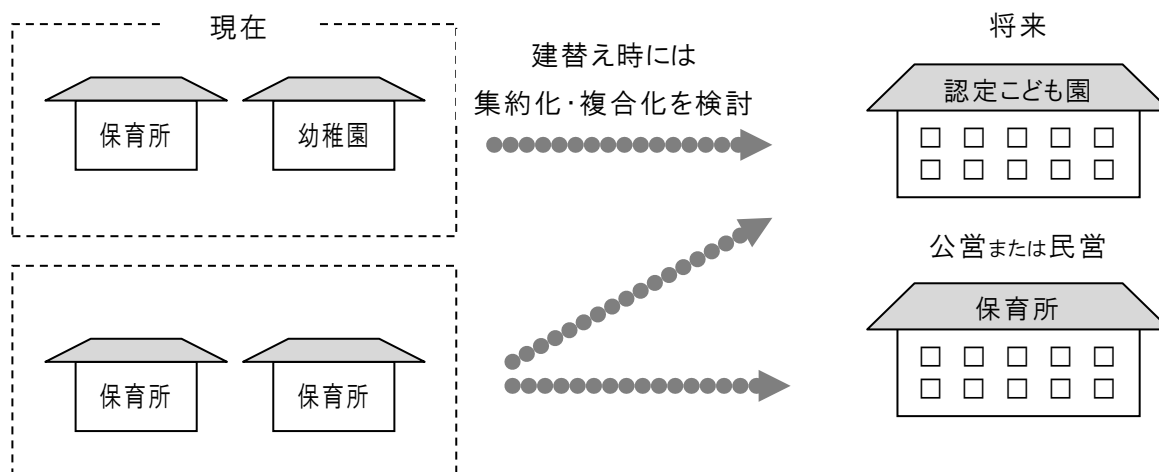 現在
保育所
幼稚園
保育所
保育所
建替え時には
集約化・複合化を検討
将来
認定こども園
公営または民営
保育所